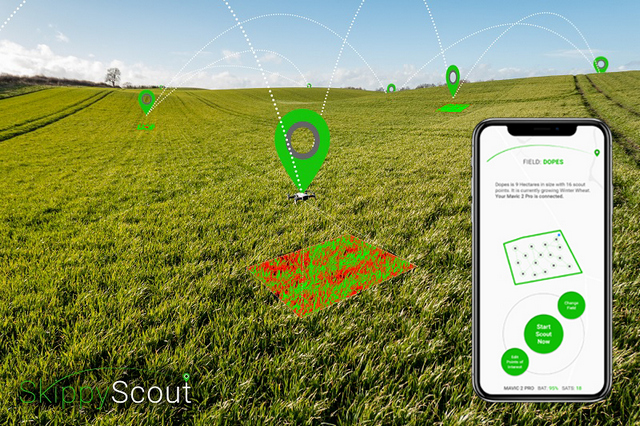 FIELD: DOPES
Dopes is 9 Hectares in size with 16 scout
points. It is currently growing Winter Wheat.
Your Mavic 2 Pro is connected.
Change
Field
Start
Scout
Now
Edit
Points of
Interest
MAVIC 2 PRO BAT: 93% SATS: 18
SkippyScout